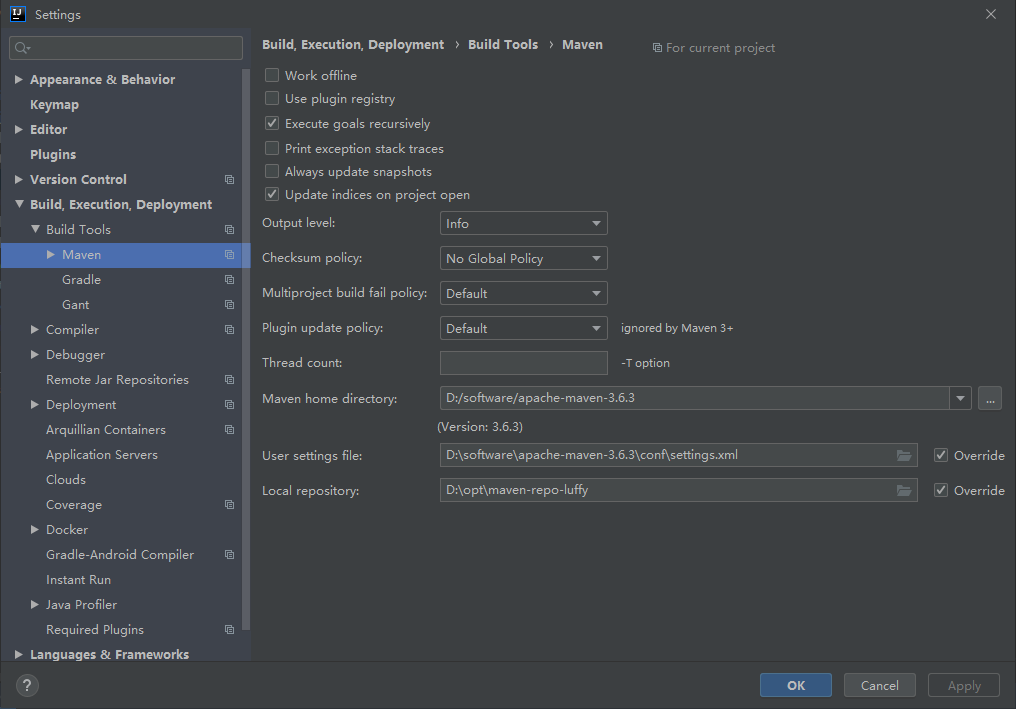 IJ
Settings
Appearance & Behavior
Keymap
Editor
Plugins
Version Control
Build, Execution, Deployment
Build Tools
Maven
Gradle
Gant
Compiler
Debugger
Remote Jar Repositories
Deployment
Arquillian Containers
Application Servers
Clouds
Coverage
Docker
Gradle-Android Compiler
Instant Run
Java Profiler
Required Plugins
Languages & Frameworks
Build, Execution, Deployment › Build Tools › Maven For current project
Work offline
Use plugin registry
Execute goals recursively
Print exception stack traces
Always update snapshots
Update indices on project open
Output level: Info
Checksum policy: No Global Policy
Multiproject build fail policy: Default
Plugin update policy: Default ignored by Maven 3+
Thread count: -T option
Maven home directory: D:/software/apache-maven-3.6.3 ...
(Version: 3.6.3)
User settings file: D:\software\apache-maven-3.6.3\conf\settings.xml Override
Local repository: D:\opt\maven-repo-luffy Override
? OK Cancel Apply